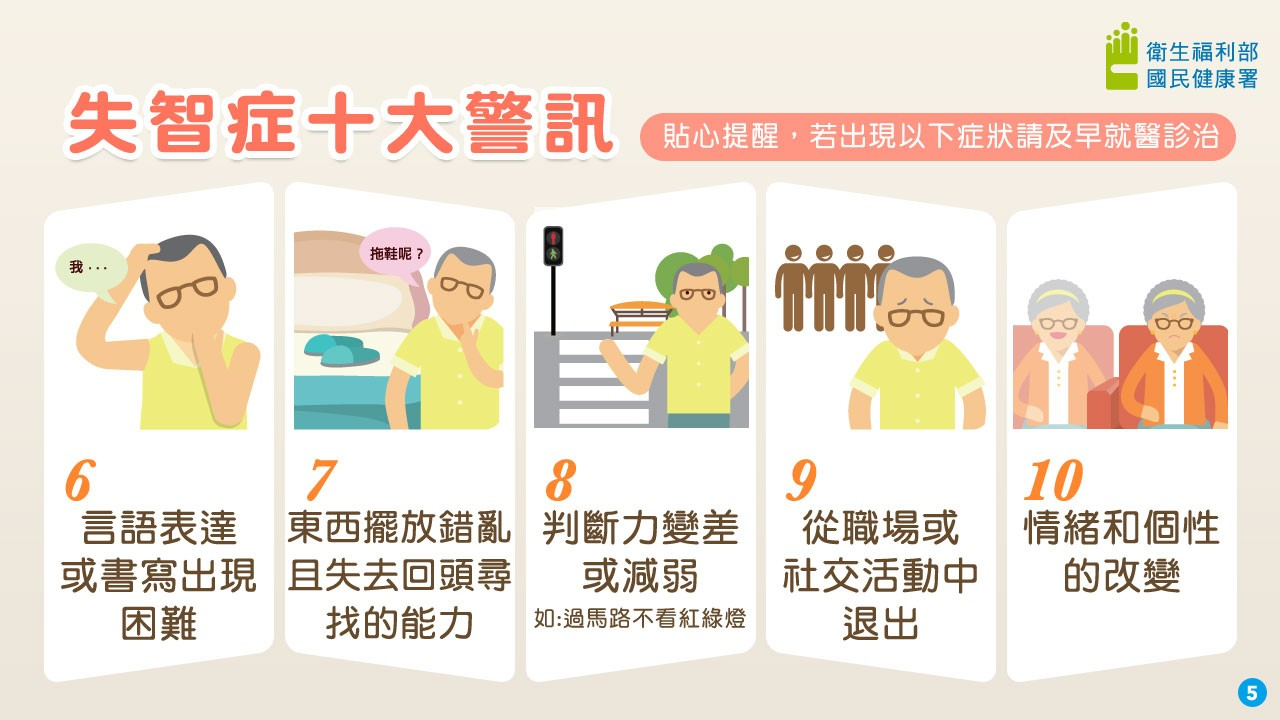 衛生福利部
國民健康署
失智症十大警訊
貼心提醒，若出現以下症狀請及早就醫診治
我...
6
言語表達
或書寫出現
困難
拖鞋呢？
7
東西擺放錯亂
且失去回頭尋
找的能力
8
判斷力變差
或減弱
如:過馬路不看紅綠燈
9
從職場或
社交活動中
退出
10
情緒和個性
的改變
5